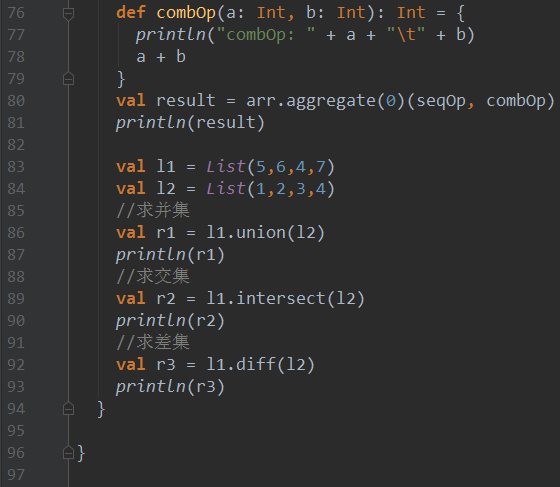 76 def combOp(a: Int, b: Int): Int = {
77 println("combOp: " + a + "\t" + b)
78 a + b
79 }
80 val result = arr.aggregate(0)(seqOp, combOp)
81 println(result)
82
83 val l1 = List(5,6,4,7)
84 val l2 = List(1,2,3,4)
85 //求并集
86 val r1 = l1.union(l2)
87 println(r1)
88 //求交集
89 val r2 = l1.intersect(l2)
90 println(r2)
91 //求差集
92 val r3 = l1.diff(l2)
93 println(r3)
94 }
95
96 }
97